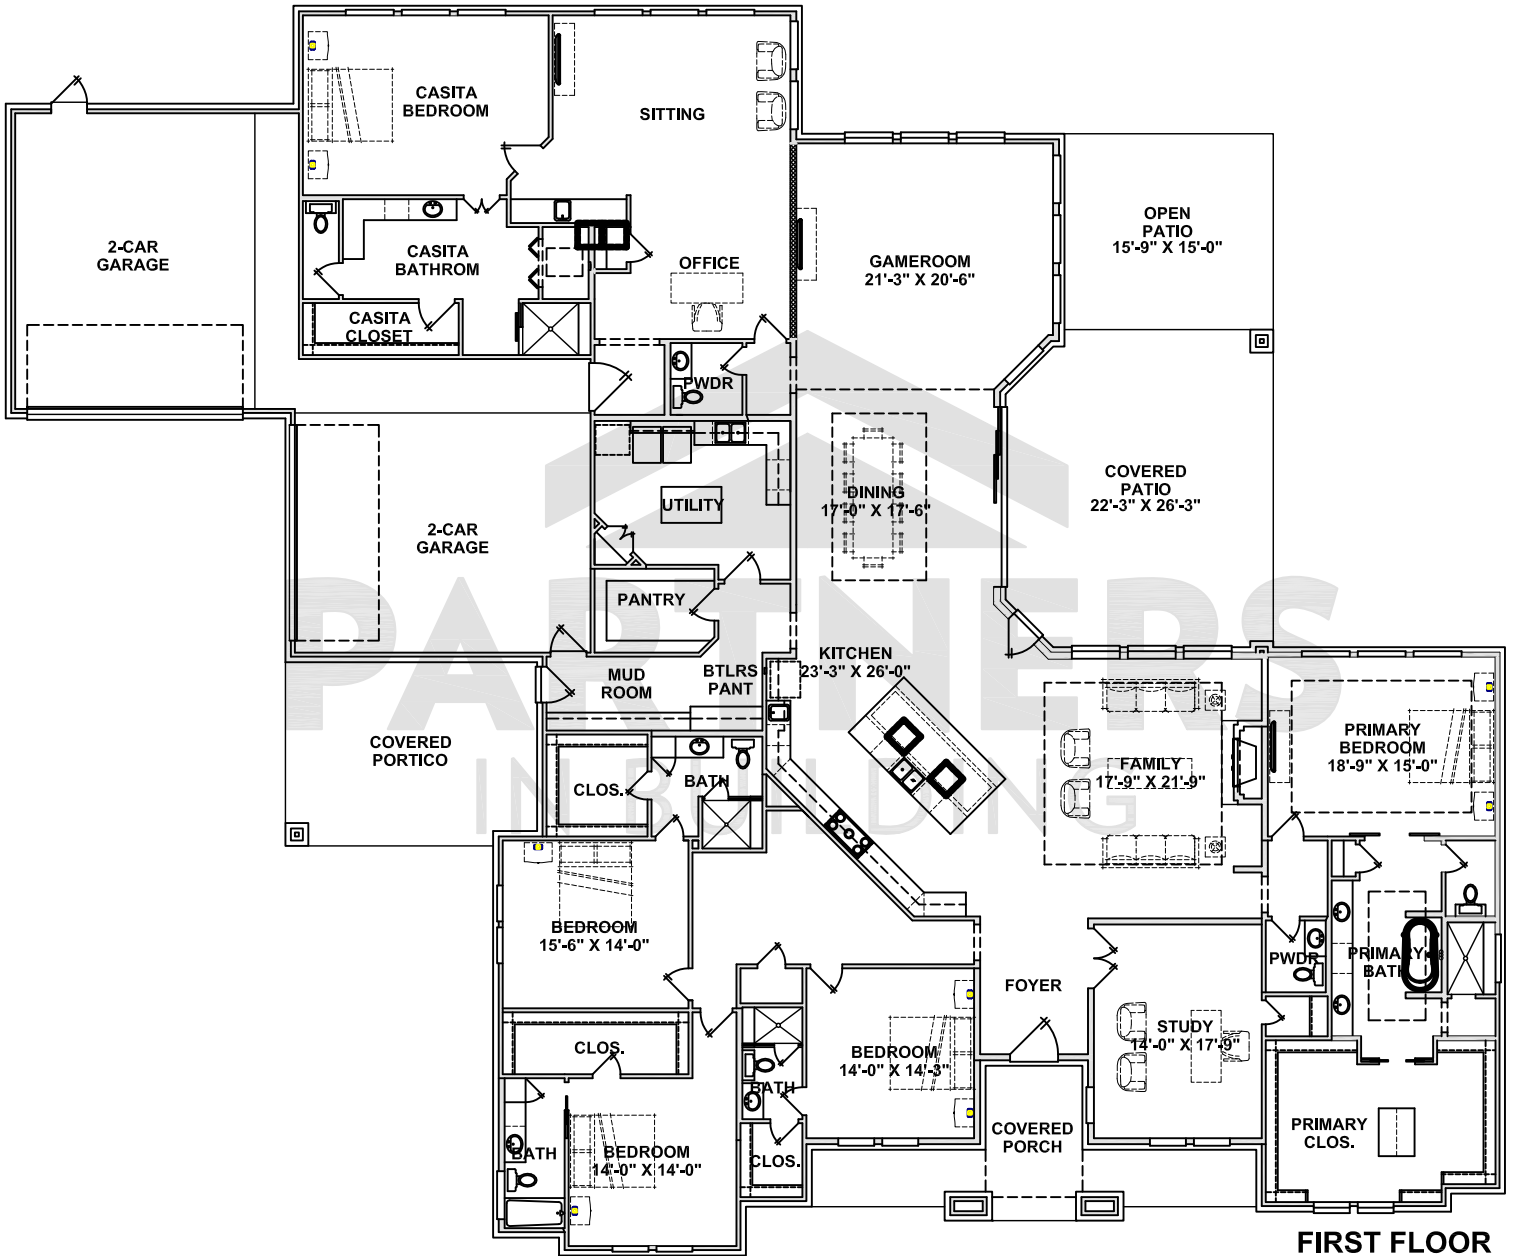 CASITA
BEDROOM
SITTING
2-CAR
GARAGE
CASITA
BATHROM
OFFICE
GAMEROOM
21'-3" X 20'-6"
OPEN
PATIO
15'-9" X 15'-0"
CASITA
CLOSET
PWDR
UTILITY
DINING
17'-0" X 17'-6"
COVERED
PATIO
22'-3" X 26'-3"
2-CAR
GARAGE
PANTRY
MUD
ROOM
BTLRS
PANT
KITCHEN
23'-3" X 26'-0"
PARTNERS
IN BUILDING
COVERED
PORTICO
CLOS.
BATH
FAMILY
17'-9" X 21'-9"
PRIMARY
BEDROOM
18'-9" X 15'-0"
BEDROOM
15'-6" X 14'-0"
FOYER
PWDR
PRIMARY
BATH
CLOS.
BATH
BEDROOM
14'-0" X 14'-3"
STUDY
14'-0" X 17'-9"
BATH
BEDROOM
14'-0" X 14'-0"
CLOS.
COVERED
PORCH
PRIMARY
CLOS.
FIRST FLOOR